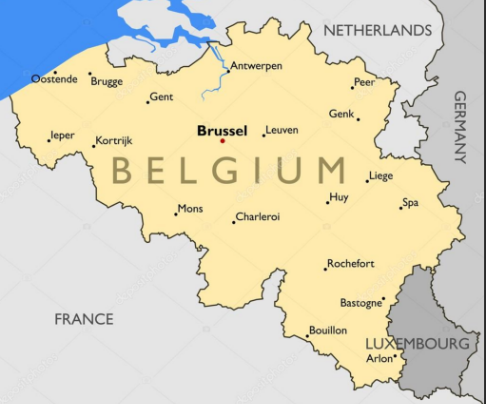 NETHERLANDS
Antwerpen
Oostende
Brugge
Peer
Gent
GERMANY
Genk
Brussel
Leuven
Ieper
Kortrijk
BELGIUM
Liege
Huy
Spa
Mons
Charleroi
Rochefort
Bastogne
FRANCE
Bouillon
LUXEMBOURG
Arlon